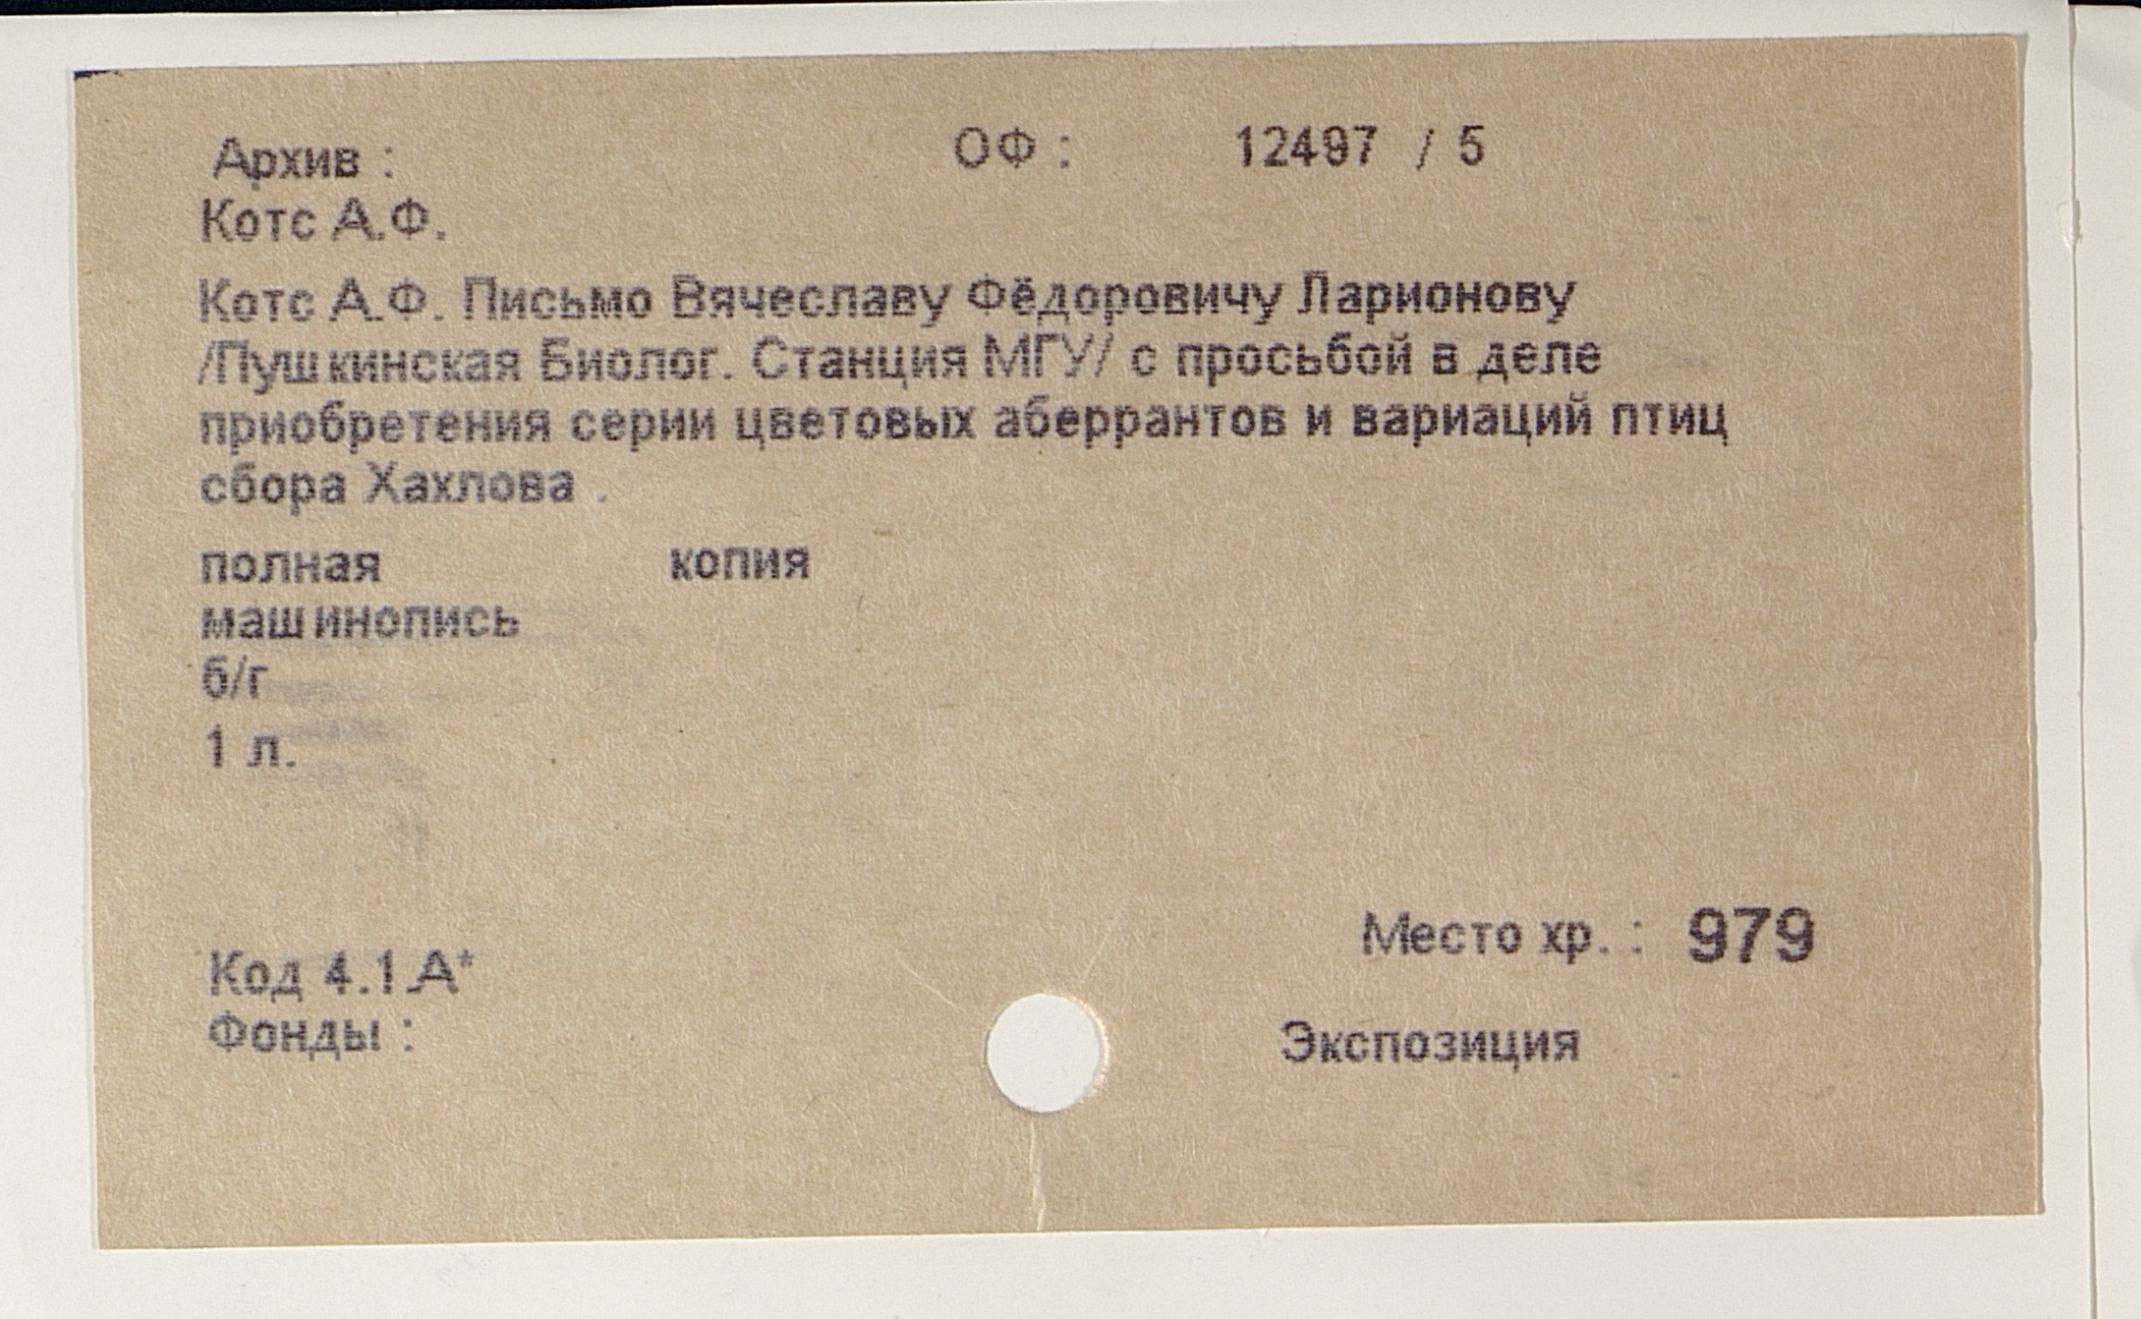 Архив :
ОФ : 12497 / 5
Котс А.Ф.
Котс А.Ф. Письмо Вячеславу Фёдоровичу Ларионову
/Пушкинская Биолог. Станция МГУ/ с просьбой в деле
приобретения серии цветовых аберрантов и вариаций птиц
сбора Хахлова .
полная копия
машинопись
б/г
1 л.
Место хр. : 979
Код 4.1.А*
Фонды :
Экспозиция